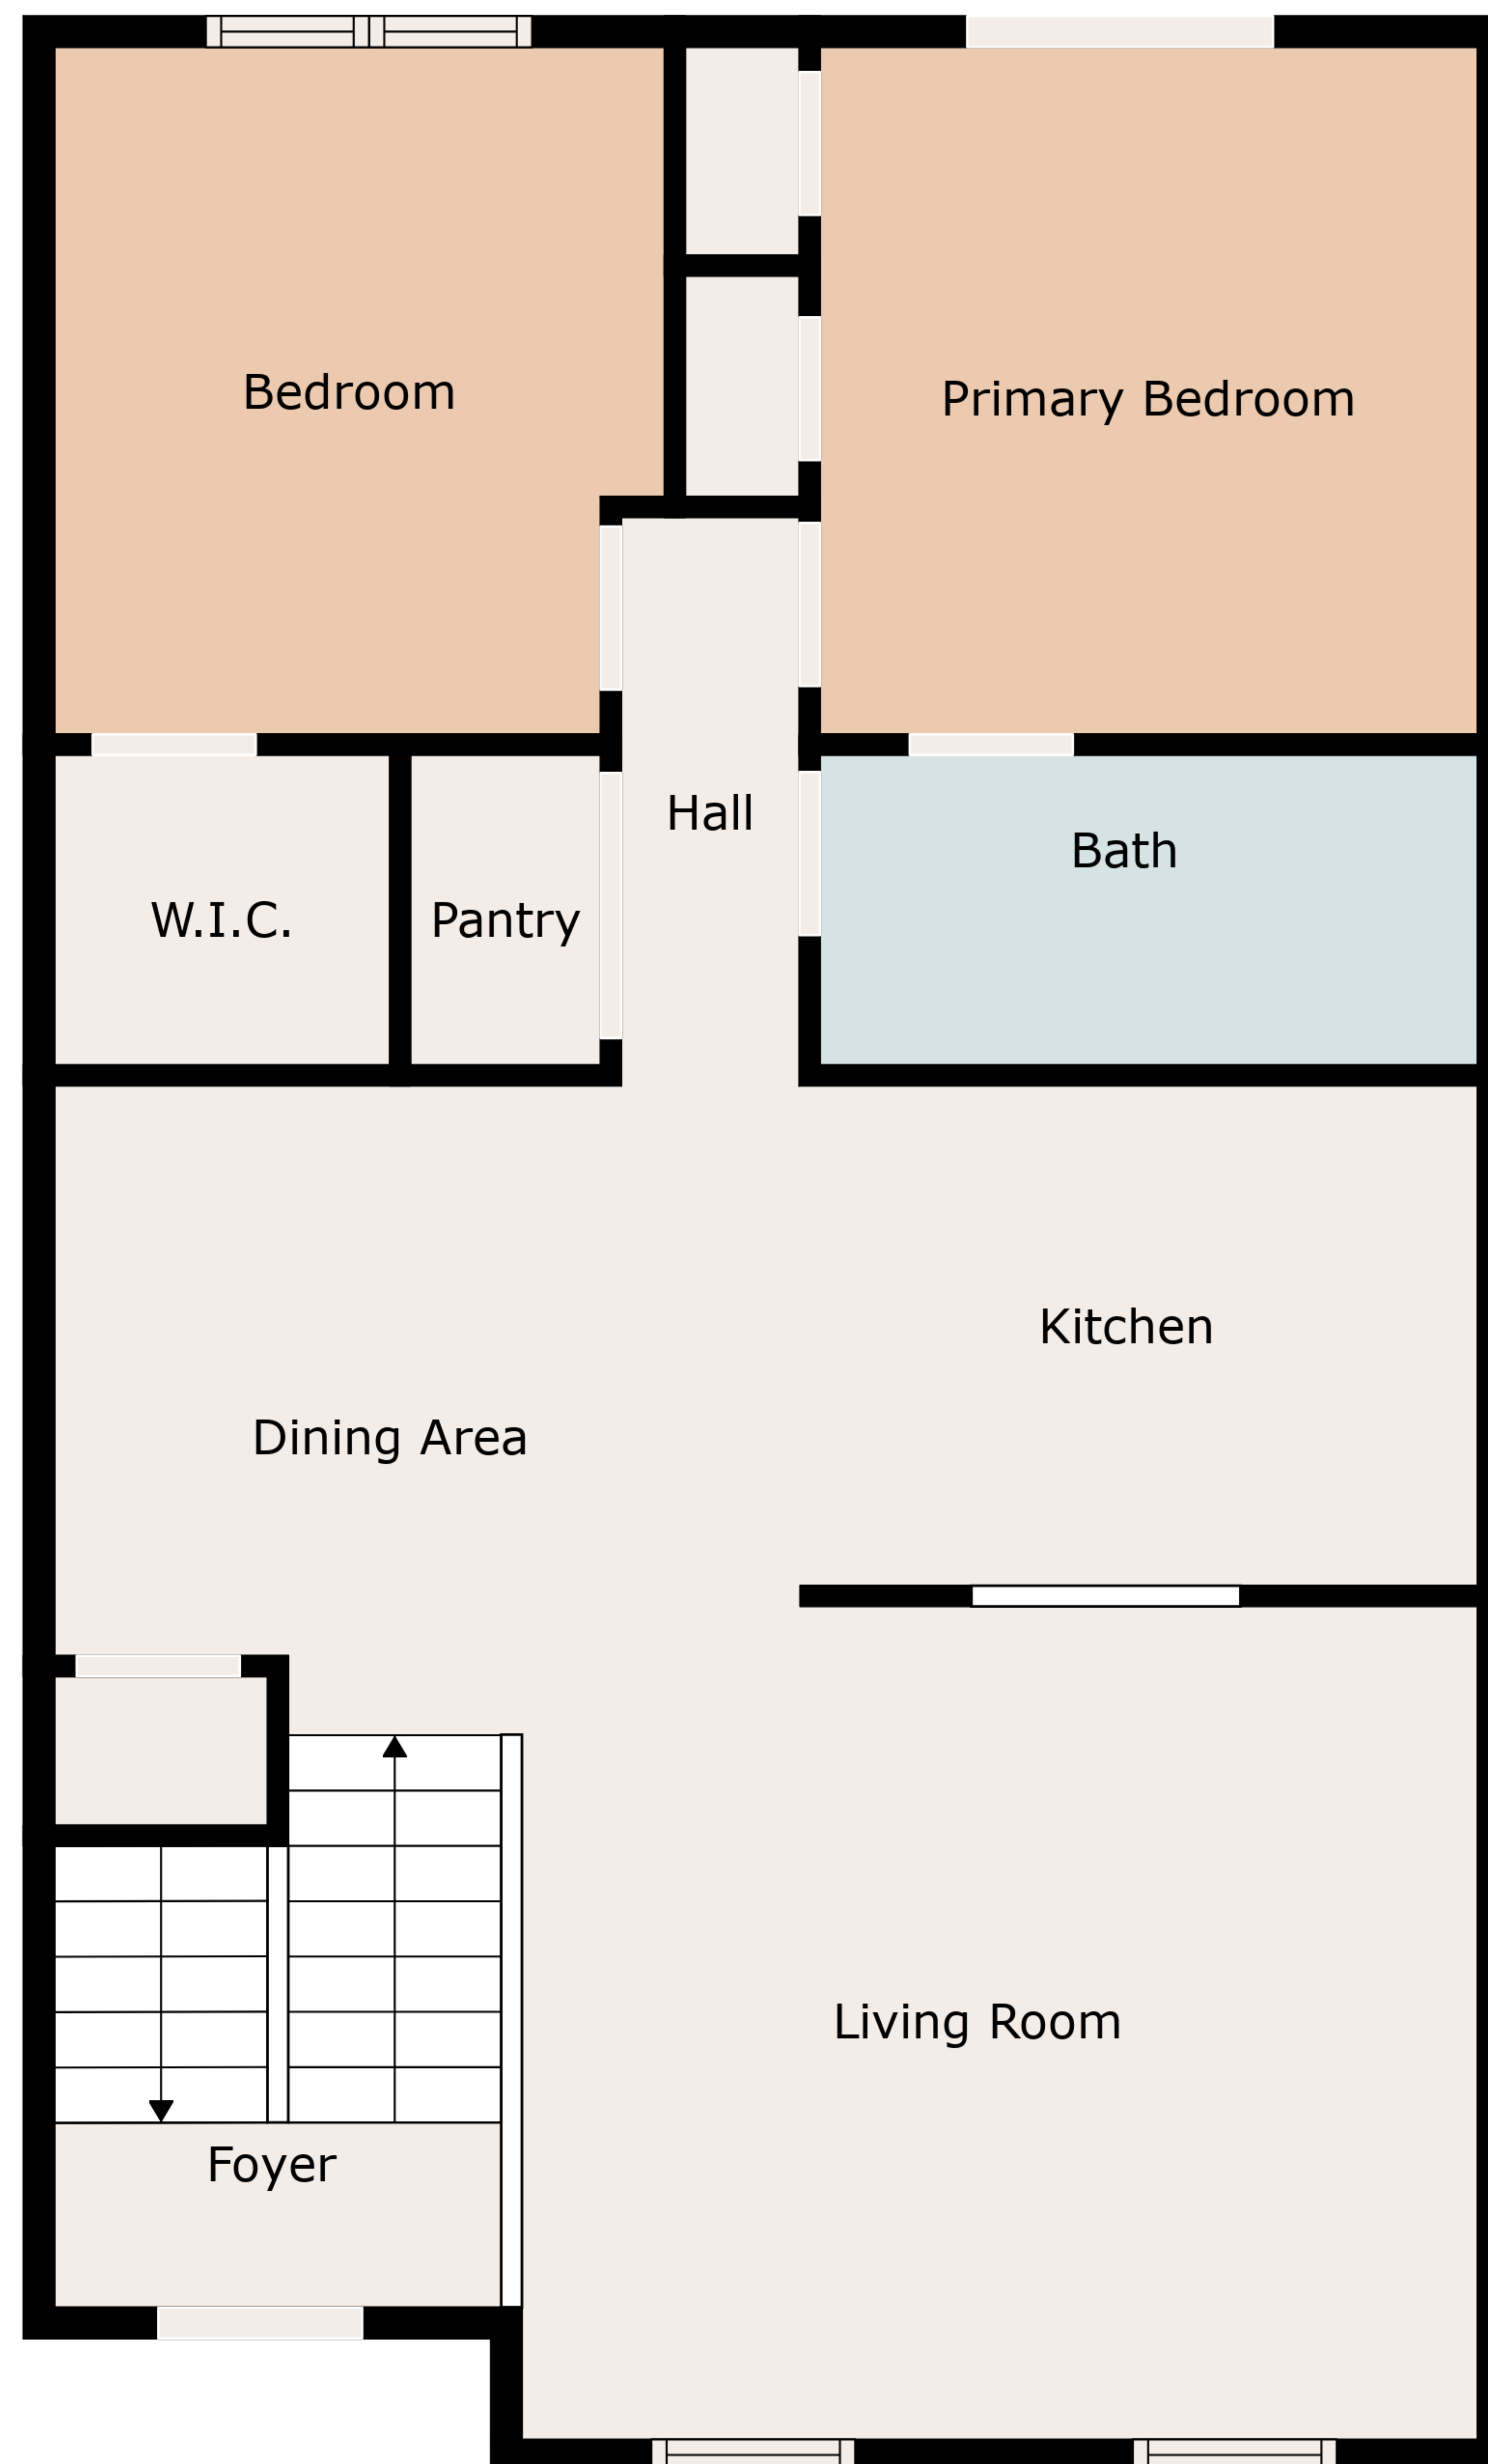 Bedroom
Primary Bedroom
Hall
Bath
W.I.C.
Pantry
Kitchen
Dining Area
Living Room
Foyer